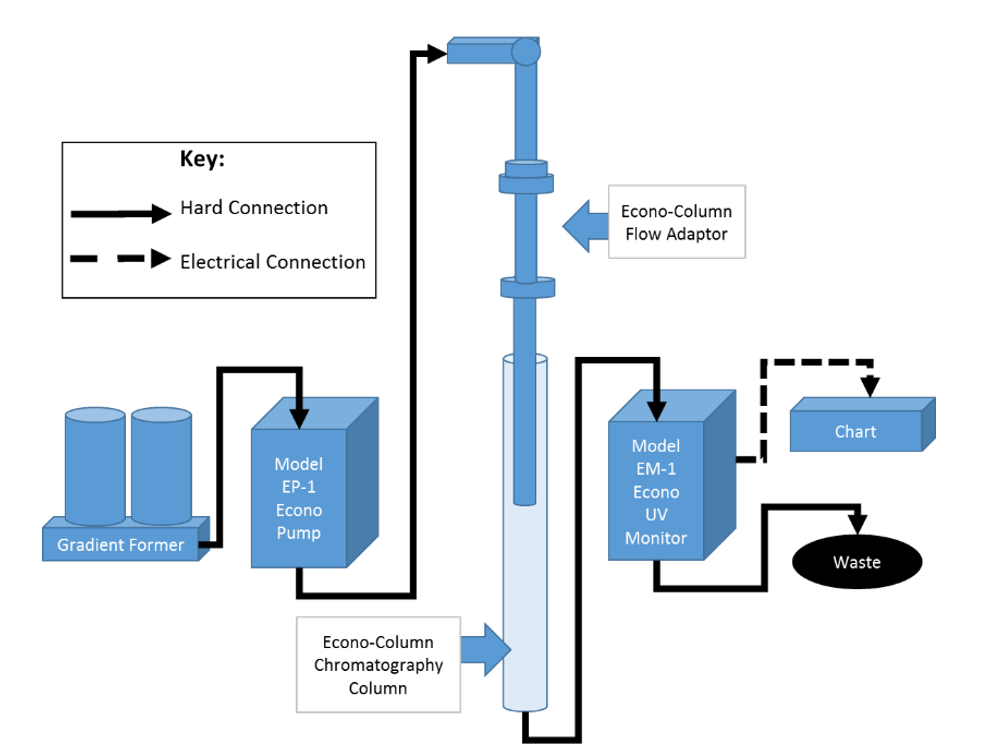 Key:
Hard Connection
Electrical Connection
Econo-Column
Flow Adaptor
Gradient Former
Model
EP-1
Econo
Pump
Model
EM-1
Econo
UV
Monitor
Chart
Waste
Econo-Column
Chromatography
Column